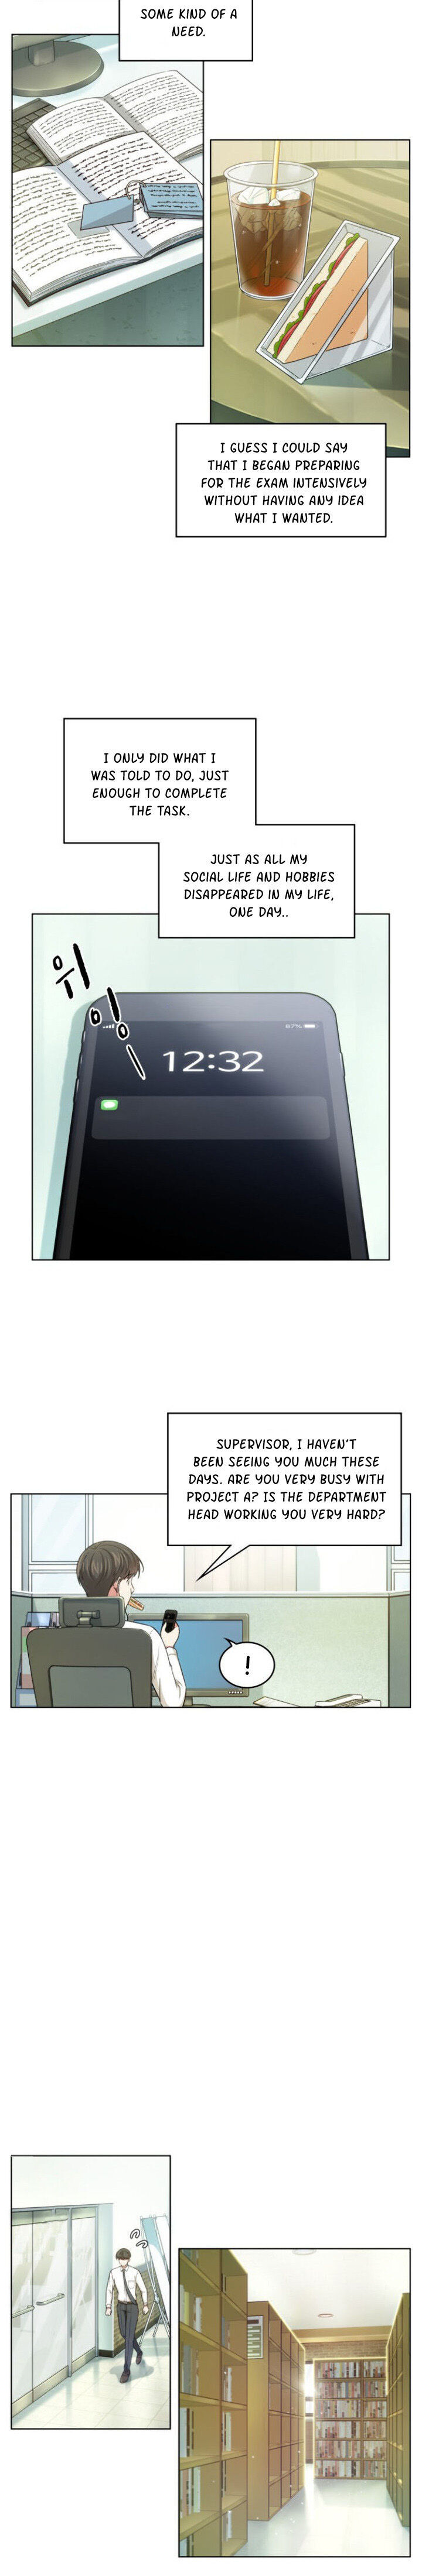 SOME KIND OF A
NEED.
I GUESS I COULD SAY
THAT I BEGAN PREPARING
FOR THE EXAM INTENSIVELY
WITHOUT HAVING ANY IDEA
WHAT I WANTED.
I ONLY DID WHAT I
WAS TOLD TO DO, JUST
ENOUGH TO COMPLETE
THE TASK.
JUST AS ALL MY
SOCIAL LIFE AND HOBBIES
DISAPPEARED IN MY LIFE,
ONE DAY..
위잉
87%
12:32
SUPERVISOR, I HAVEN'T
BEEN SEEING YOU MUCH THESE
DAYS. ARE YOU VERY BUSY WITH
PROJECT A? IS THE DEPARTMENT
HEAD WORKING YOU VERY HARD?
!